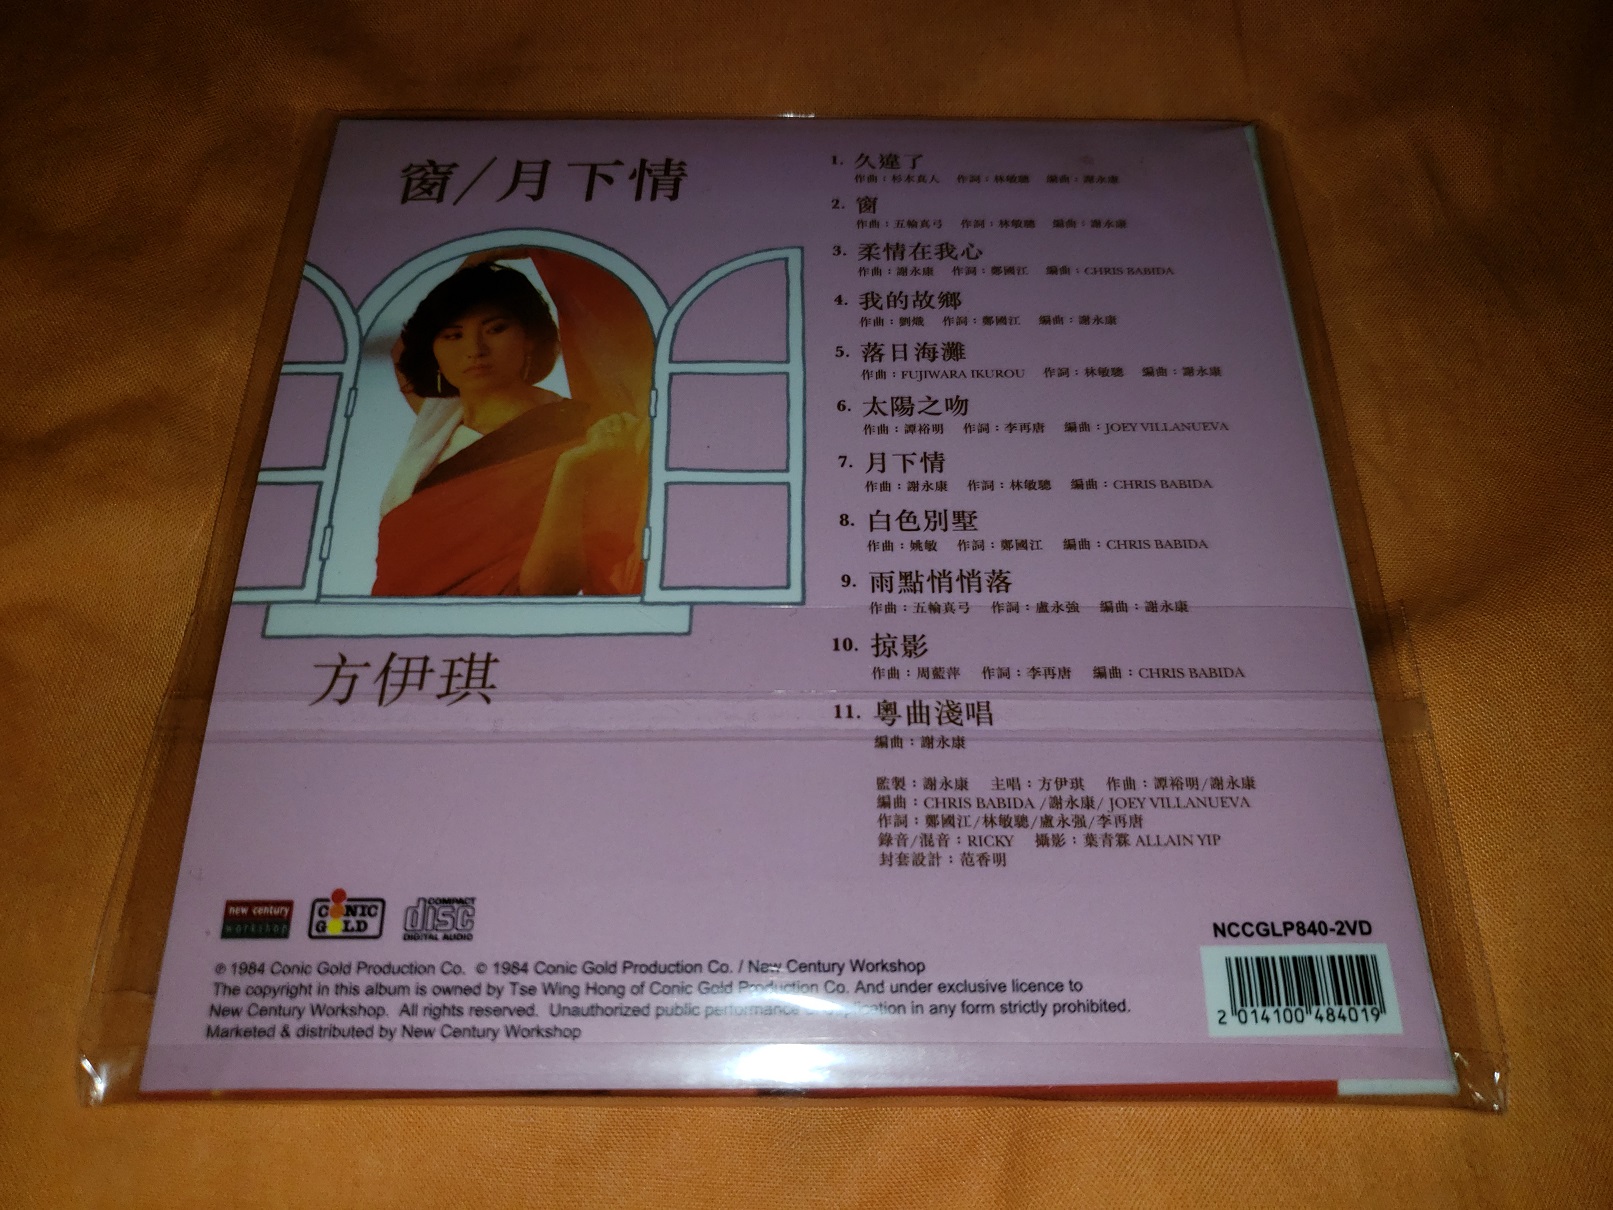 窗/月下情
方伊琪
1. 久違了
作曲：杉本真人 作詞：林敏驄 編曲：謝永康
2. 窗
作曲：五輪真弓 作詞：林敏驄 編曲：謝永康
3. 柔情在我心
作曲：謝永康 作詞：鄭國江 編曲：CHRIS BABIDA
4. 我的故鄉
作曲：劉熾 作詞：鄭國江 編曲：謝永康
5. 落日海灘
作曲：FUJIWARA IKUROU 作詞：林敏驄 編曲：謝永康
6. 太陽之吻
作曲：譚裕明 作詞：李再唐 編曲：JOEY VILLANUEVA
7. 月下情
作曲：謝永康 作詞：林敏驄 編曲：CHRIS BABIDA
8. 白色別墅
作曲：姚敏 作詞：鄭國江 編曲：CHRIS BABIDA
9. 雨點悄悄落
作曲：五輪真弓 作詞：盧永強 編曲：謝永康
10. 掠影
作曲：周藍萍 作詞：李再唐 編曲：CHRIS BABIDA
11. 粵曲淺唱
編曲：謝永康
監製：謝永康 主唱：方伊琪 作曲：譚裕明/謝永康
編曲：CHRIS BABIDA /謝永康/ JOEY VILLANUEVA
作詞：鄭國江/林敏驄/盧永强/李再唐
錄音/混音：RICKY 攝影：葉青霖 ALLAIN YIP
封套設計：范香明
new century
workshop
CONIC
GOLD
COMPACT
disc
DIGITAL AUDIO
℗ 1984 Conic Gold Production Co. © 1984 Conic Gold Production Co. / New Century Workshop
The copyright in this album is owned by Tse Wing Hong of Conic Gold Production Co. And under exclusive licence to
New Century Workshop. All rights reserved. Unauthorized public performance duplication in any form strictly prohibited.
Marketed & distributed by New Century Workshop
NCCGLP840-2VD
2 014100 484019